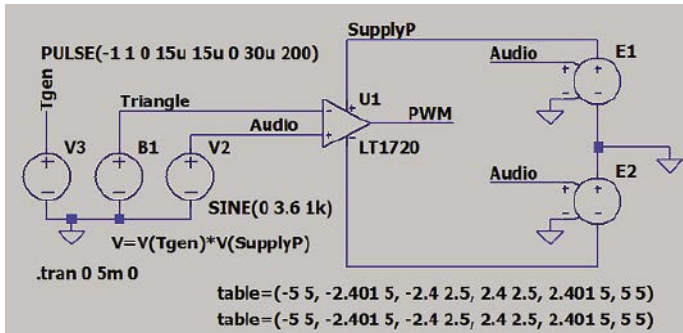 SupplyP
PULSE(-1 1 0 15u 15u 0 30u 200)
Audio
E1
Tgen
Triangle
U1
PWM
Audio
V3
B1
V2
LT1720
Audio
E2
SINE(0 3.6 1k)
V=V(Tgen)*V(SupplyP)
.tran 0 5m 0
table=(-5 5, -2.401 5, -2.4 2.5, 2.4 2.5, 2.401 5, 5 5)
table=(-5 5, -2.401 5, -2.4 2.5, 2.4 2.5, 2.401 5, 5 5)